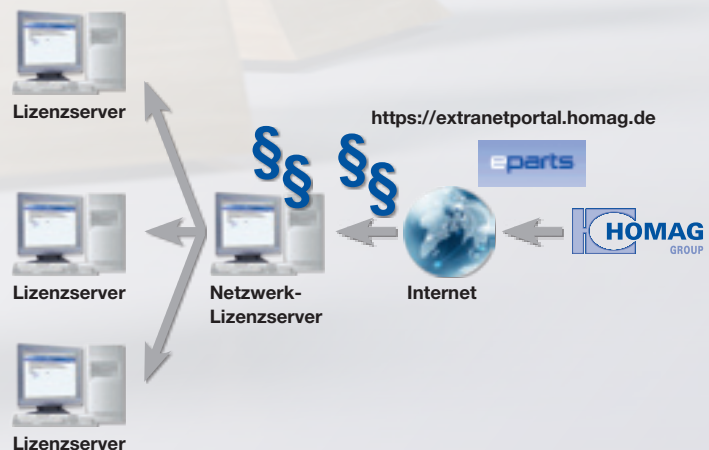 Lizenzserver
https://extranetportal.homag.de
§§
§§
eparts
HOMAG
GROUP
Lizenzserver
Netzwerk-
Lizenzserver
Internet
Lizenzserver